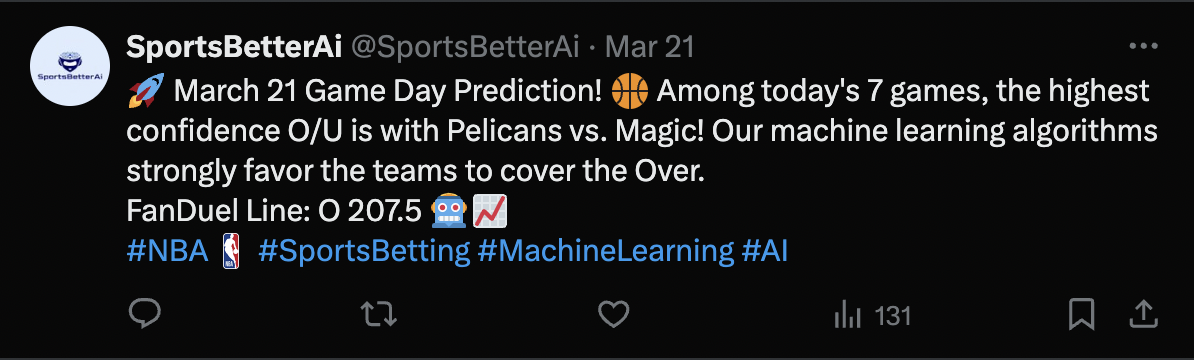 SportsBetterAi @SportsBetterAi · Mar 21
SportsBetterAi
🚀 March 21 Game Day Prediction! 🏀 Among today's 7 games, the highest
confidence O/U is with Pelicans vs. Magic! Our machine learning algorithms
strongly favor the teams to cover the Over.
FanDuel Line: O 207.5 🤖📈
#NBA #SportsBetting #MachineLearning #AI
131